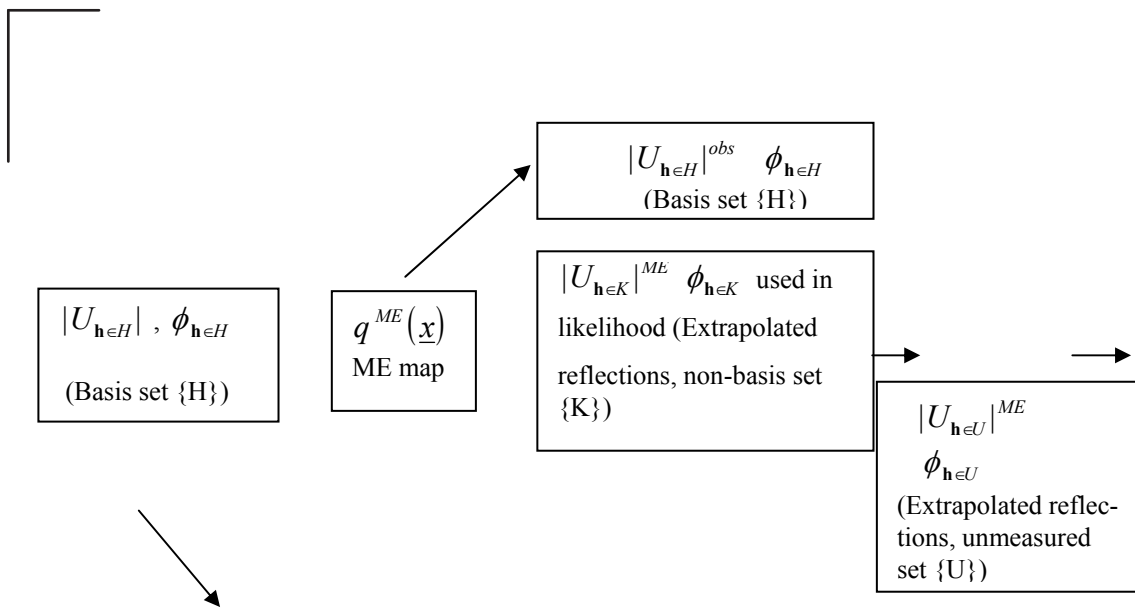 |U_{h∈H}|^{obs} ϕ_{h∈H}
(Basis set {H})
|U_{h∈K}|^{ME} ϕ_{h∈K} used in
likelihood (Extrapolated
reflections, non-basis set
{K})
|U_{h∈H}| , ϕ_{h∈H}
(Basis set {H})
q^{ME}(x)
ME map
|U_{h∈U}|^{ME}
ϕ_{h∈U}
(Extrapolated reflec-
tions, unmeasured
set {U})